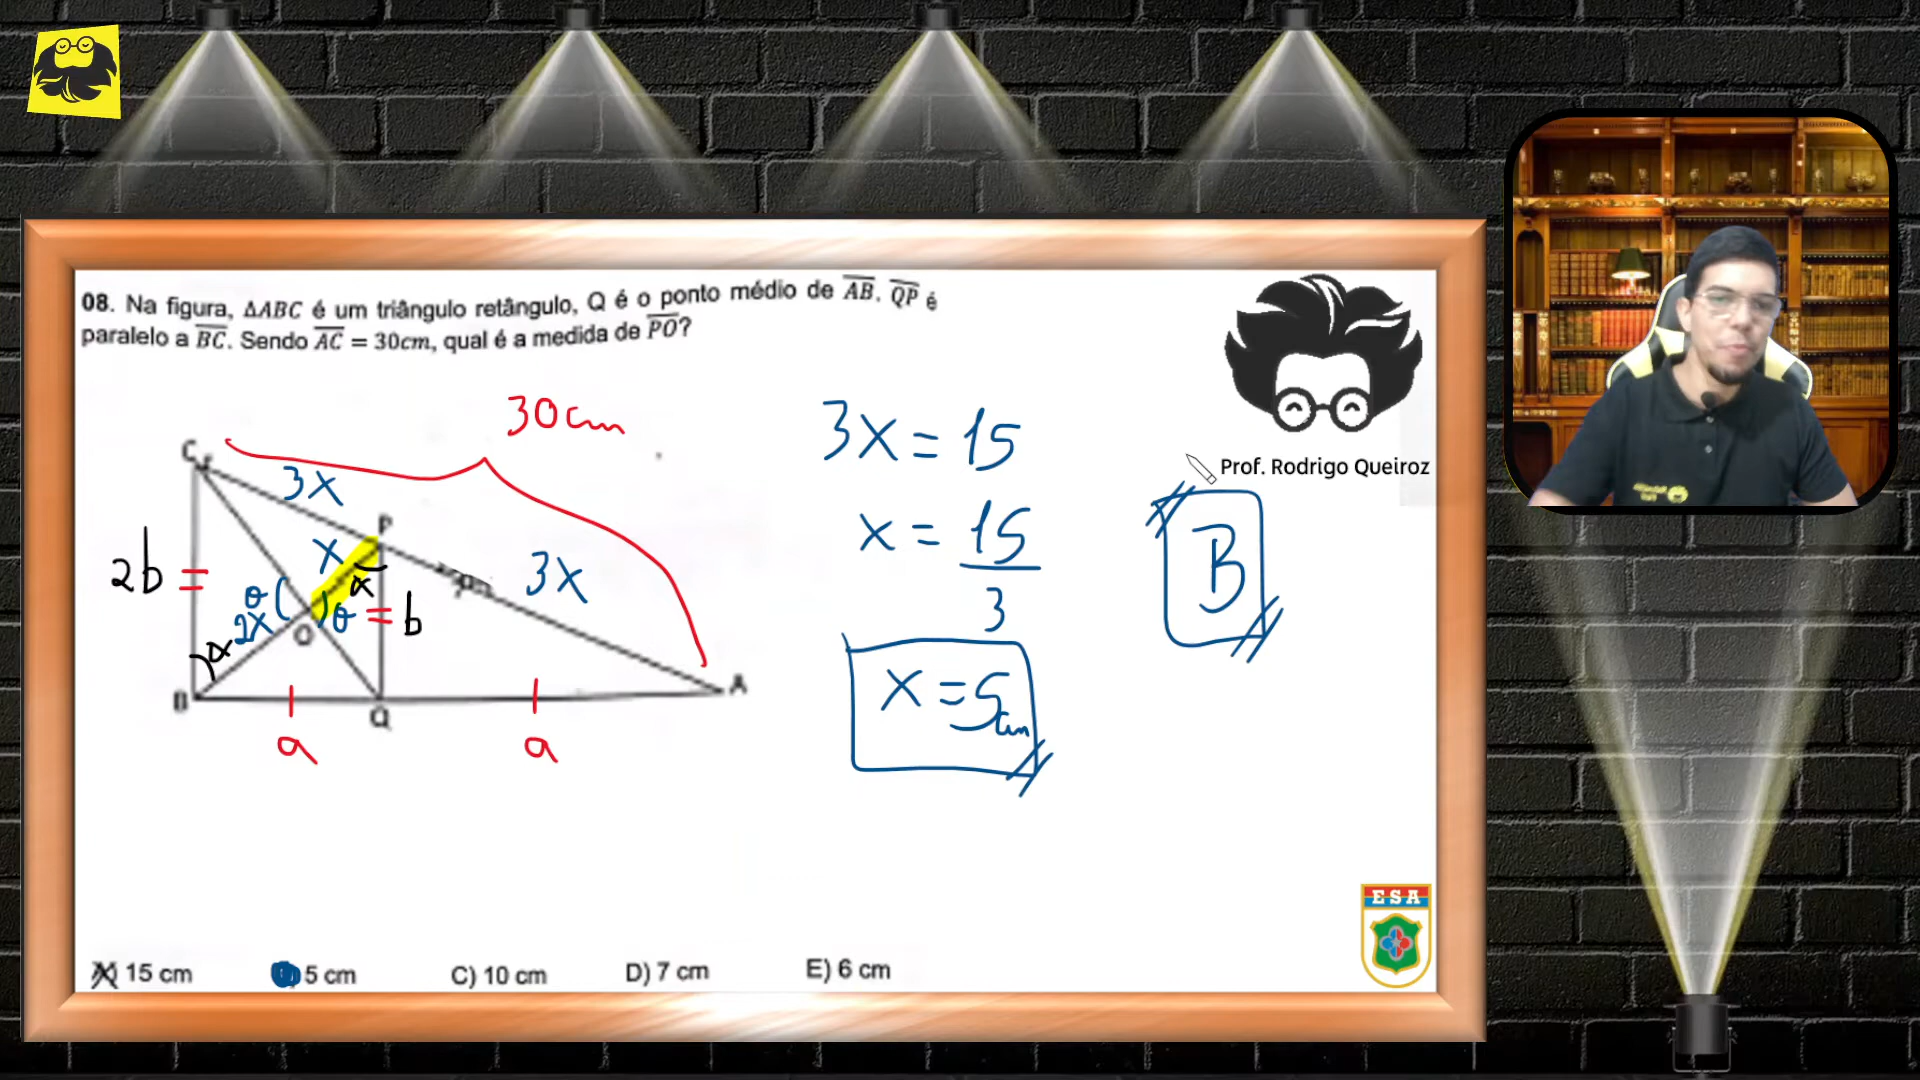 08. Na figura, ΔABC é um triângulo retângulo, Q é o ponto médio de AB, QP é
paralelo a BC. Sendo AC = 30cm, qual é a medida de PO?
30cm
3x = 15
Prof. Rodrigo Queiroz
C
3x
P
x = 15
3
B
2b
x
3x
α
θ
θ
b
2x
O
α
x = 5cm
B
Q
A
a
a
ESA
A) 15 cm
5 cm
C) 10 cm
D) 7 cm
E) 6 cm